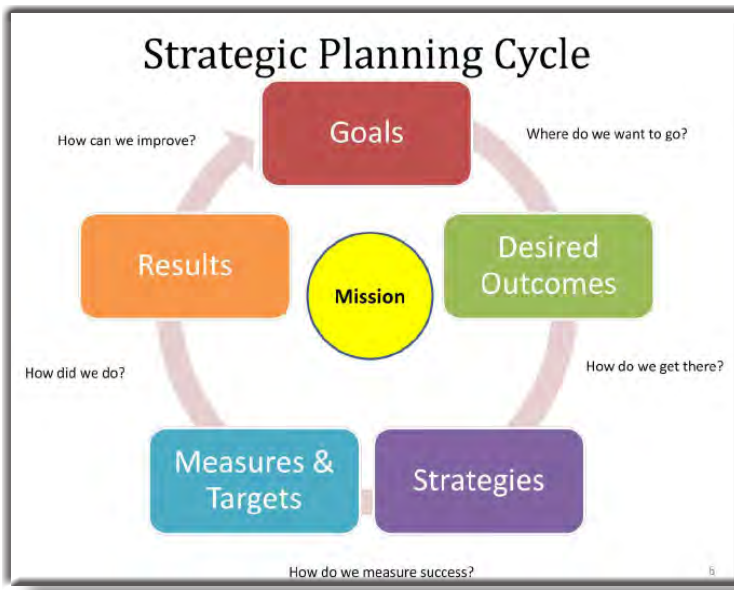 Strategic Planning Cycle
Goals
Where do we want to go?
Desired
Outcomes
How do we get there?
Strategies
How do we measure success?
Measures &
Targets
How did we do?
Results
How can we improve?
Mission
6